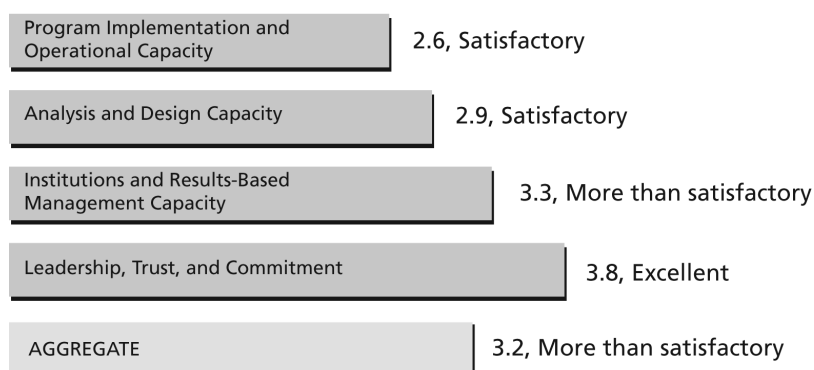 Program Implementation and
Operational Capacity
2.6, Satisfactory
Analysis and Design Capacity
2.9, Satisfactory
Institutions and Results-Based
Management Capacity
3.3, More than satisfactory
Leadership, Trust, and Commitment
3.8, Excellent
AGGREGATE
3.2, More than satisfactory